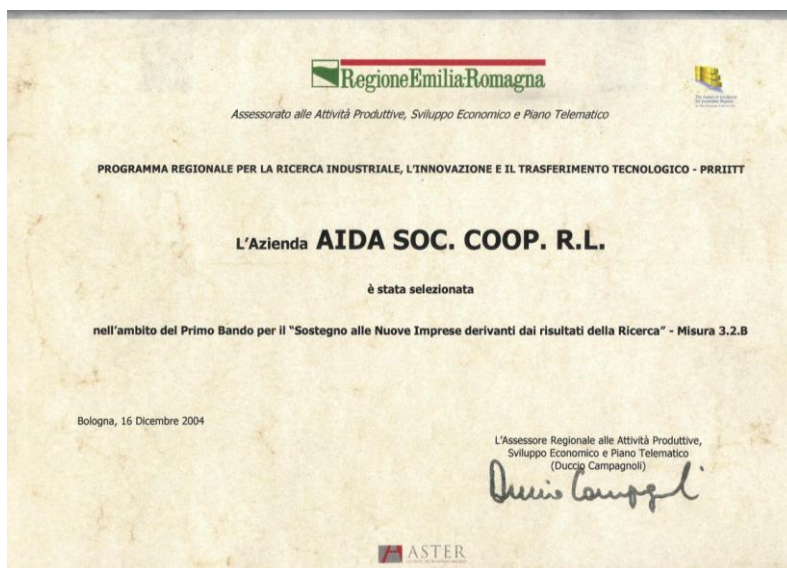 RegioneEmilia-Romagna
Assessorato alle Attività Produttive, Sviluppo Economico e Piano Telematico
PROGRAMMA REGIONALE PER LA RICERCA INDUSTRIALE, L'INNOVAZIONE E IL TRASFERIMENTO TECNOLOGICO - PRRIITT
L'Azienda AIDA SOC. COOP. R.L.
è stata selezionata
nell'ambito del Primo Bando per il "Sostegno alle Nuove Imprese derivanti dai risultati della Ricerca" - Misura 3.2.B
Bologna, 16 Dicembre 2004
L'Assessore Regionale alle Attività Produttive,
Sviluppo Economico e Piano Telematico
(Duccio Campagnoli)
ASTER